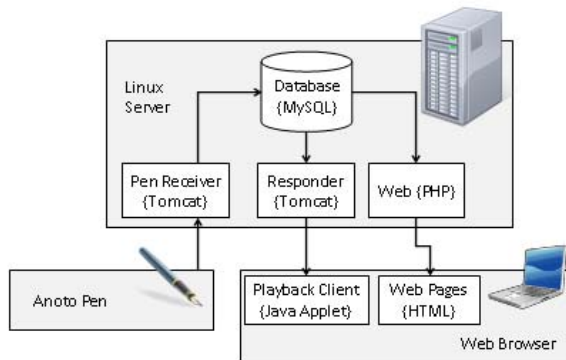 Linux
Server
Database
{MySQL}
Pen Receiver
{Tomcat}
Responder
{Tomcat}
Web {PHP}
Anoto Pen
Playback Client
{Java Applet}
Web Pages
{HTML}
Web Browser